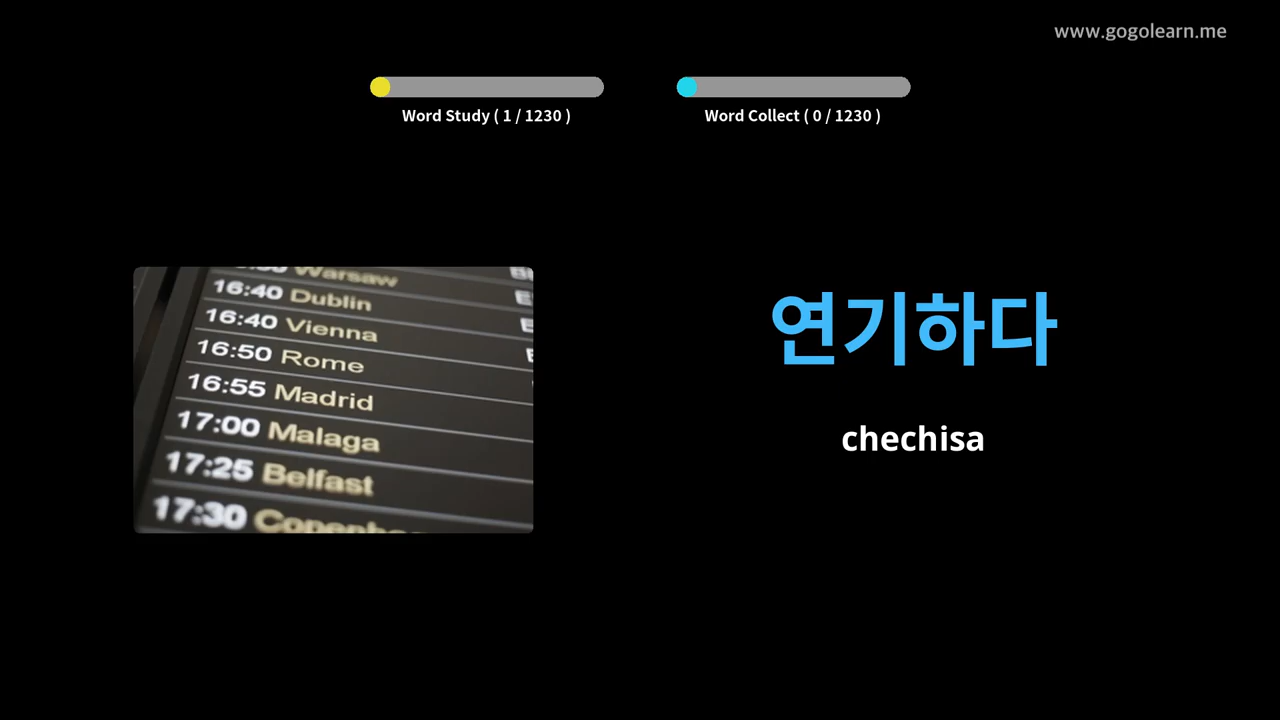 www.gogolearn.me
Word Study ( 1 / 1230 )
Word Collect ( 0 / 1230 )
Warsaw
16:40 Dublin
16:40 Vienna
16:50 Rome
16:55 Madrid
17:00 Malaga
17:25 Belfast
17:30
연기하다
chechisa